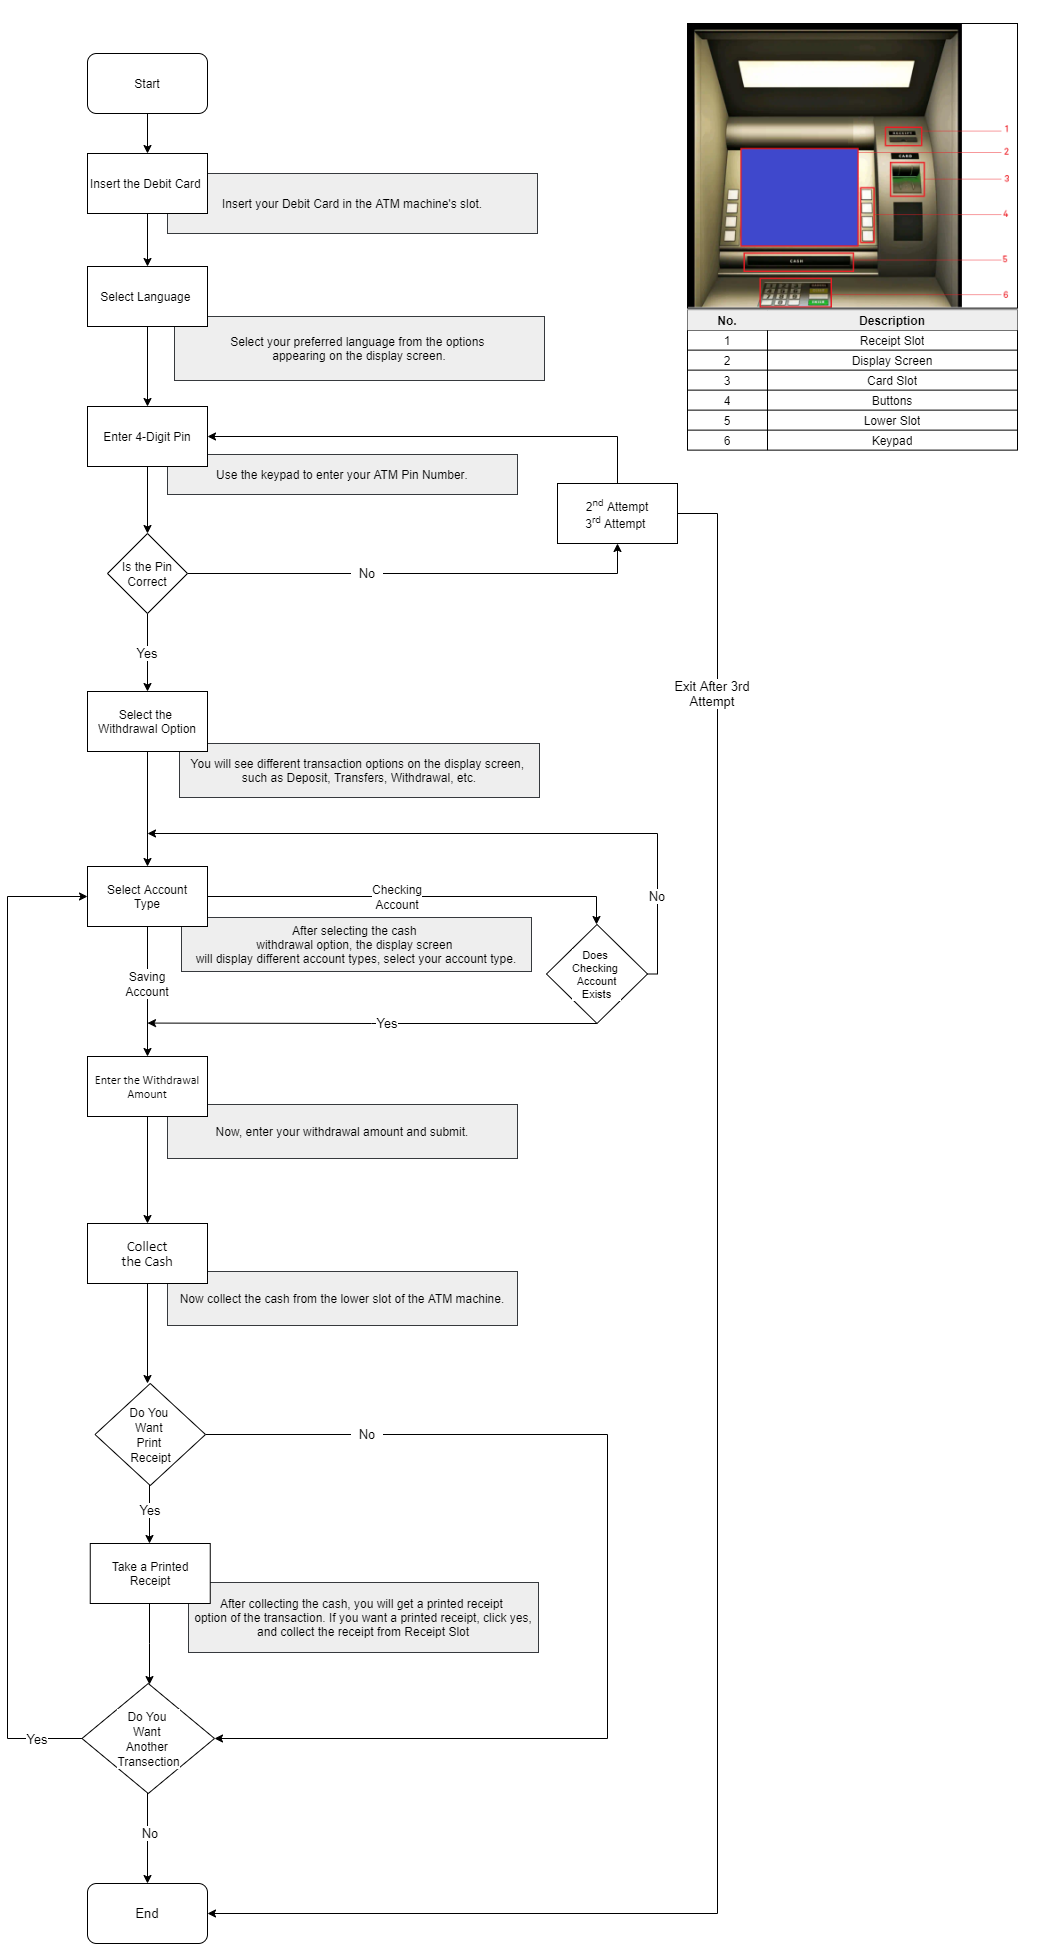 Start
Insert the Debit Card
Insert your Debit Card in the ATM machine's slot.
Select Language
Select your preferred language from the options
appearing on the display screen.
Enter 4-Digit Pin
Use the keypad to enter your ATM Pin Number.
2nd Attempt
3rd Attempt
Is the Pin
Correct
No
Yes
Exit After 3rd
Attempt
Select the
Withdrawal Option
You will see different transaction options on the display screen,
such as Deposit, Transfers, Withdrawal, etc.
Select Account
Type
Checking
Account
No
After selecting the cash
withdrawal option, the display screen
will display different account types, select your account type.
Does
Checking
Account
Exists
Saving
Account
Yes
Enter the Withdrawal
Amount
Now, enter your withdrawal amount and submit.
Collect
the Cash
Now collect the cash from the lower slot of the ATM machine.
Do You
Want
Print
Receipt
No
Yes
Take a Printed
Receipt
After collecting the cash, you will get a printed receipt
option of the transaction. If you want a printed receipt, click yes,
and collect the receipt from Receipt Slot
Do You
Want
Another
Transection
Yes
No
End
RECEIPT
CARD
CASH
1
2
3
4
5
6
No. Description
1 Receipt Slot
2 Display Screen
3 Card Slot
4 Buttons
5 Lower Slot
6 Keypad